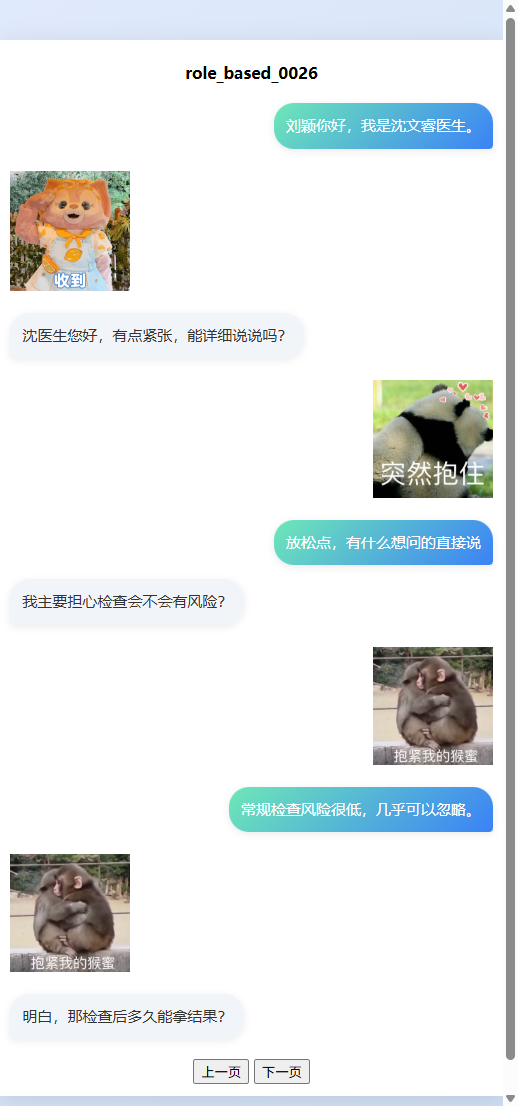 role_based_0026
刘颖你好，我是沈文睿医生。
收到
沈医生您好，有点紧张，能详细说说吗？
突然抱住
放松点，有什么想问的直接说
我主要担心检查会不会有风险？
抱紧我的猴蜜
常规检查风险很低，几乎可以忽略。
抱紧我的猴蜜
明白，那检查后多久能拿结果？
上一页 下一页